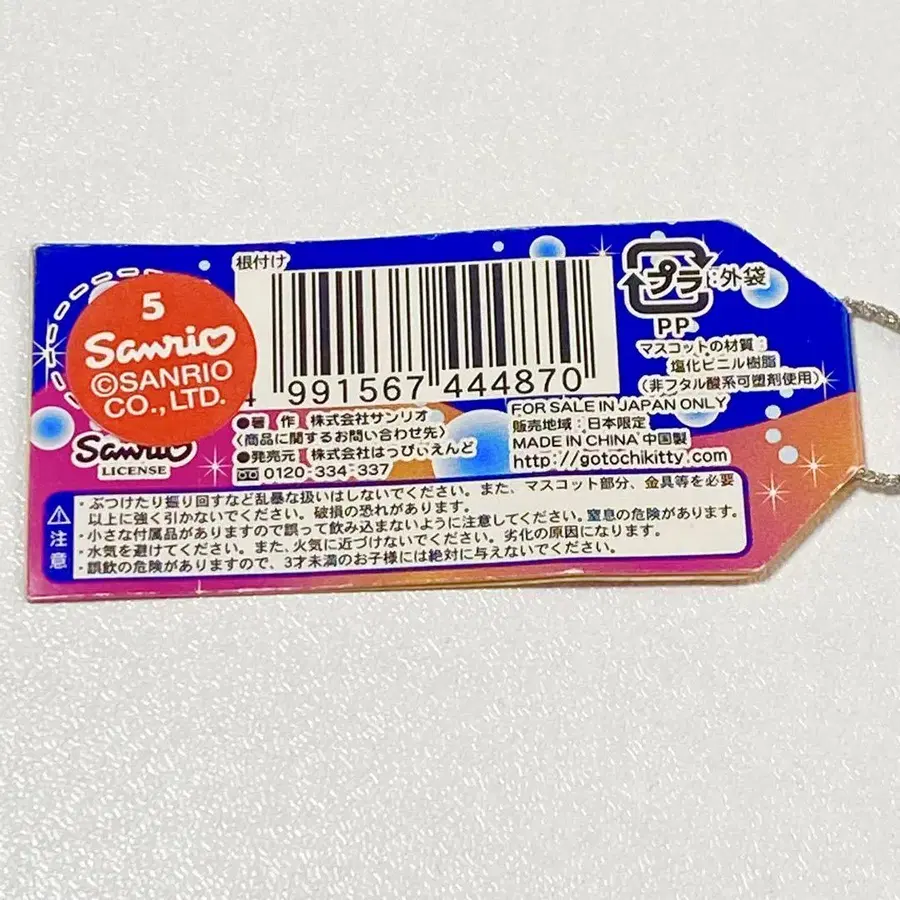 5
Sanrio
©SANRIO
CO., LTD.
Sanrio
LICENSE
根付け
4 991567 444870
●著 作 株式会社サンリオ
〈商品に関するお問い合わせ先〉
●発売元 株式会社はっぴぃえんど
0120-334-337
プラ :外袋
PP
マスコットの材質:
塩化ビニル樹脂
(非フタル酸系可塑剤使用)
FOR SALE IN JAPAN ONLY
販売地域:日本限定
MADE IN CHINA 中国製
http://gotochikitty.com
注意
・ぶつけたり振り回すなど乱暴な扱いはしないでください。また、マスコット部分、金具等を必要
以上に強く引かないでください。破損の恐れがあります。
・小さな付属品がありますので誤って飲み込まないように注意してください。窒息の危険があります。
・水気を避けてください。また、火気に近づけないでください。劣化の原因になります。
・誤飲の危険がありますので、3才未満のお子様には絶対に与えないでください。